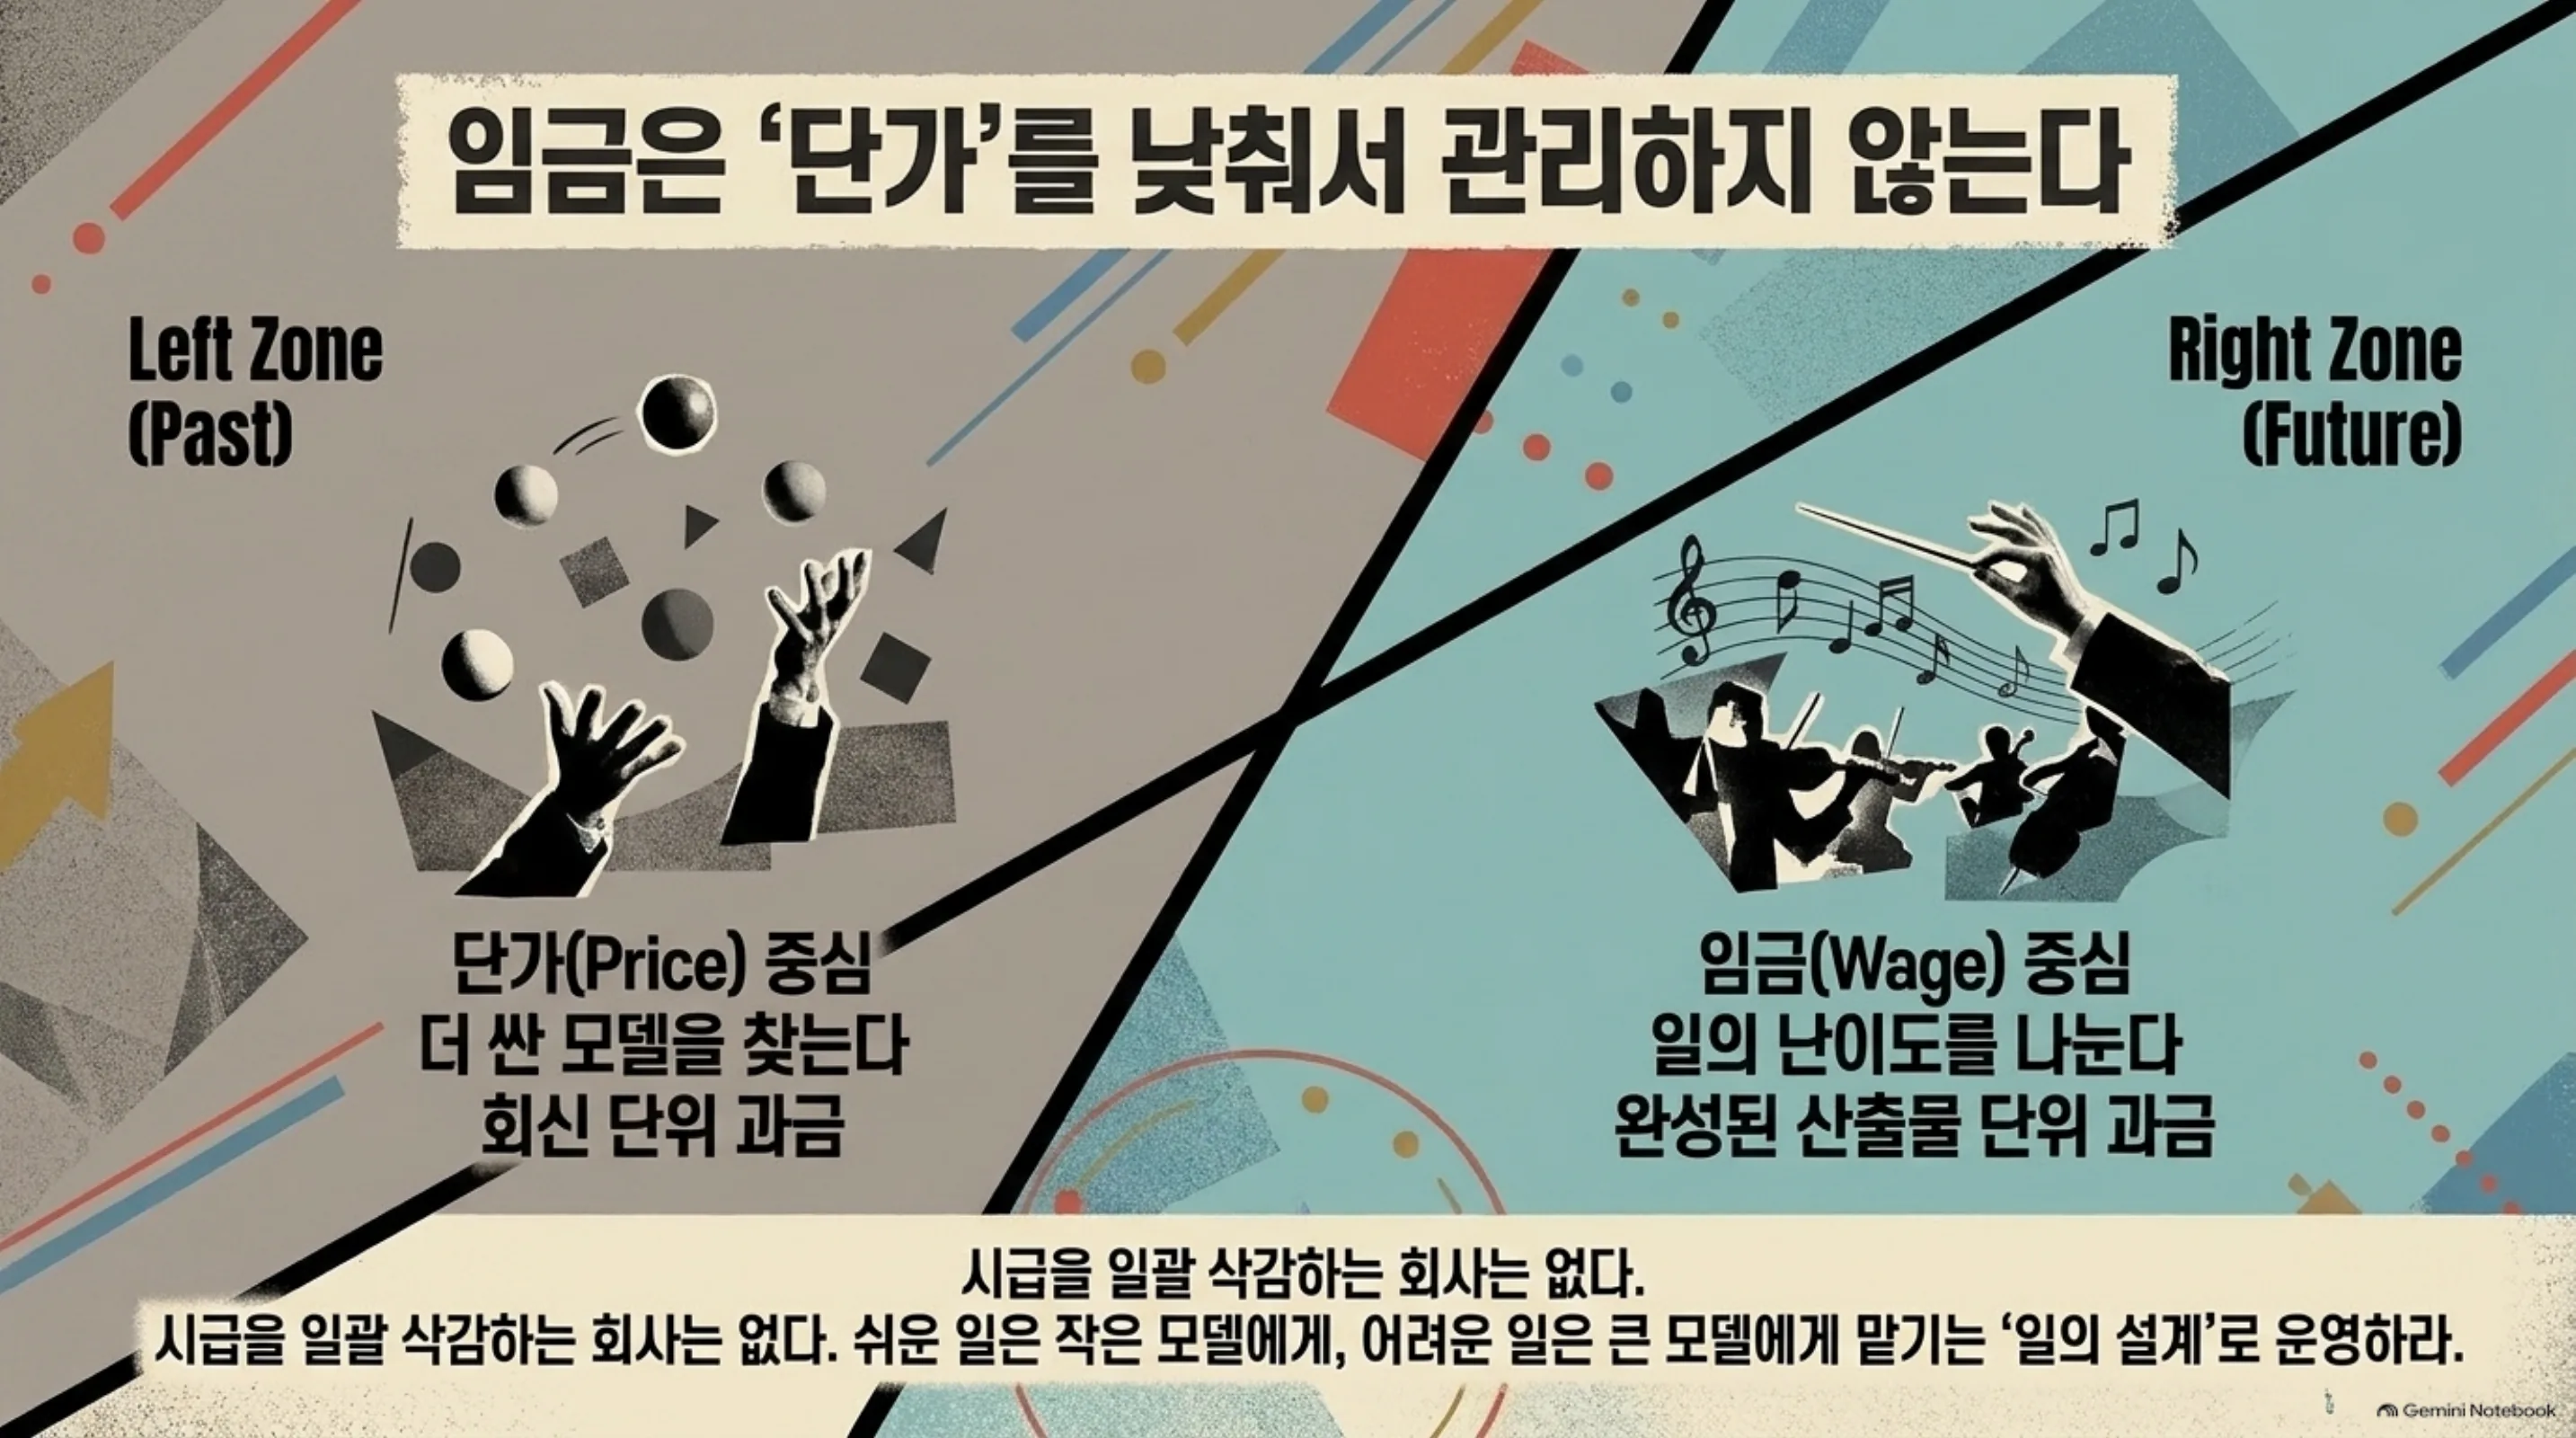 임금은 ‘단가’를 낮춰서 관리하지 않는다
Left Zone
(Past)
Right Zone
(Future)
단가(Price) 중심
더 싼 모델을 찾는다
회신 단위 과금
임금(Wage) 중심
일의 난이도를 나눈다
완성된 산출물 단위 과금
시급을 일괄 삭감하는 회사는 없다.
시급을 일괄 삭감하는 회사는 없다. 쉬운 일은 작은 모델에게, 어려운 일은 큰 모델에게 맡기는 ‘일의 설계’로 운영하라.
Gemini Notebook